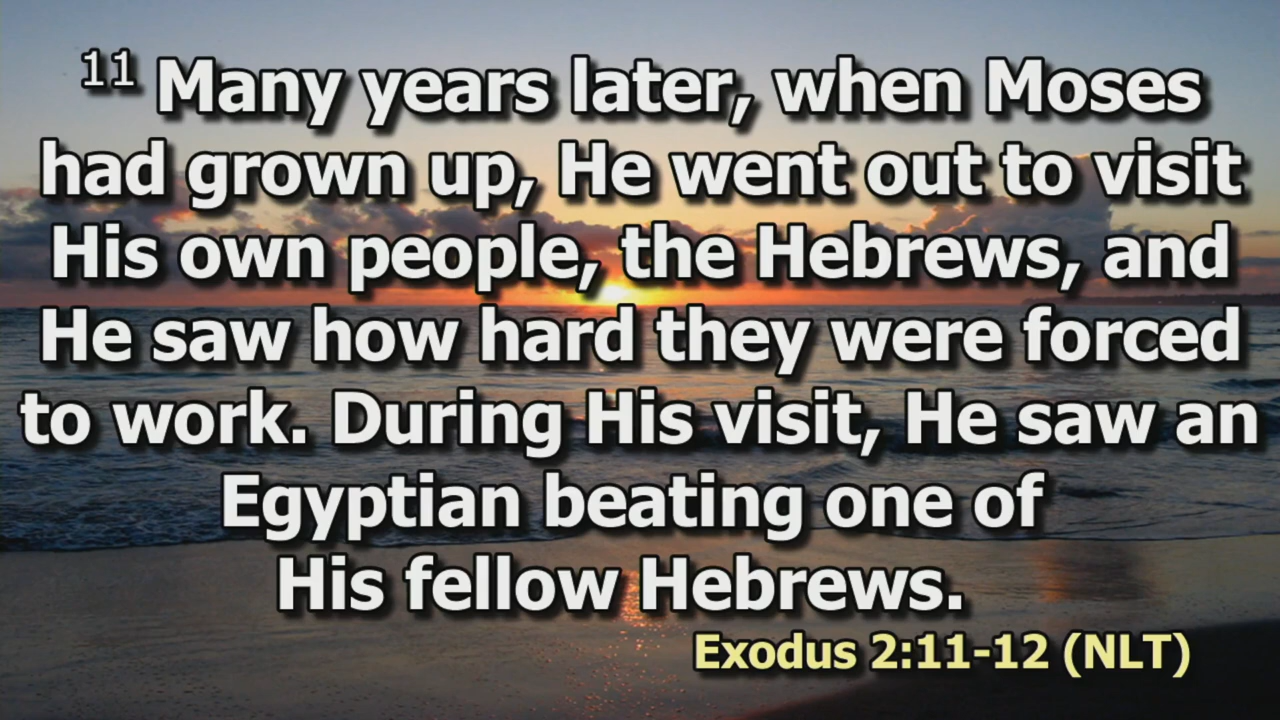 11 Many years later, when Moses
had grown up, He went out to visit
His own people, the Hebrews, and
He saw how hard they were forced
to work. During His visit, He saw an
Egyptian beating one of
His fellow Hebrews.
Exodus 2:11-12 (NLT)